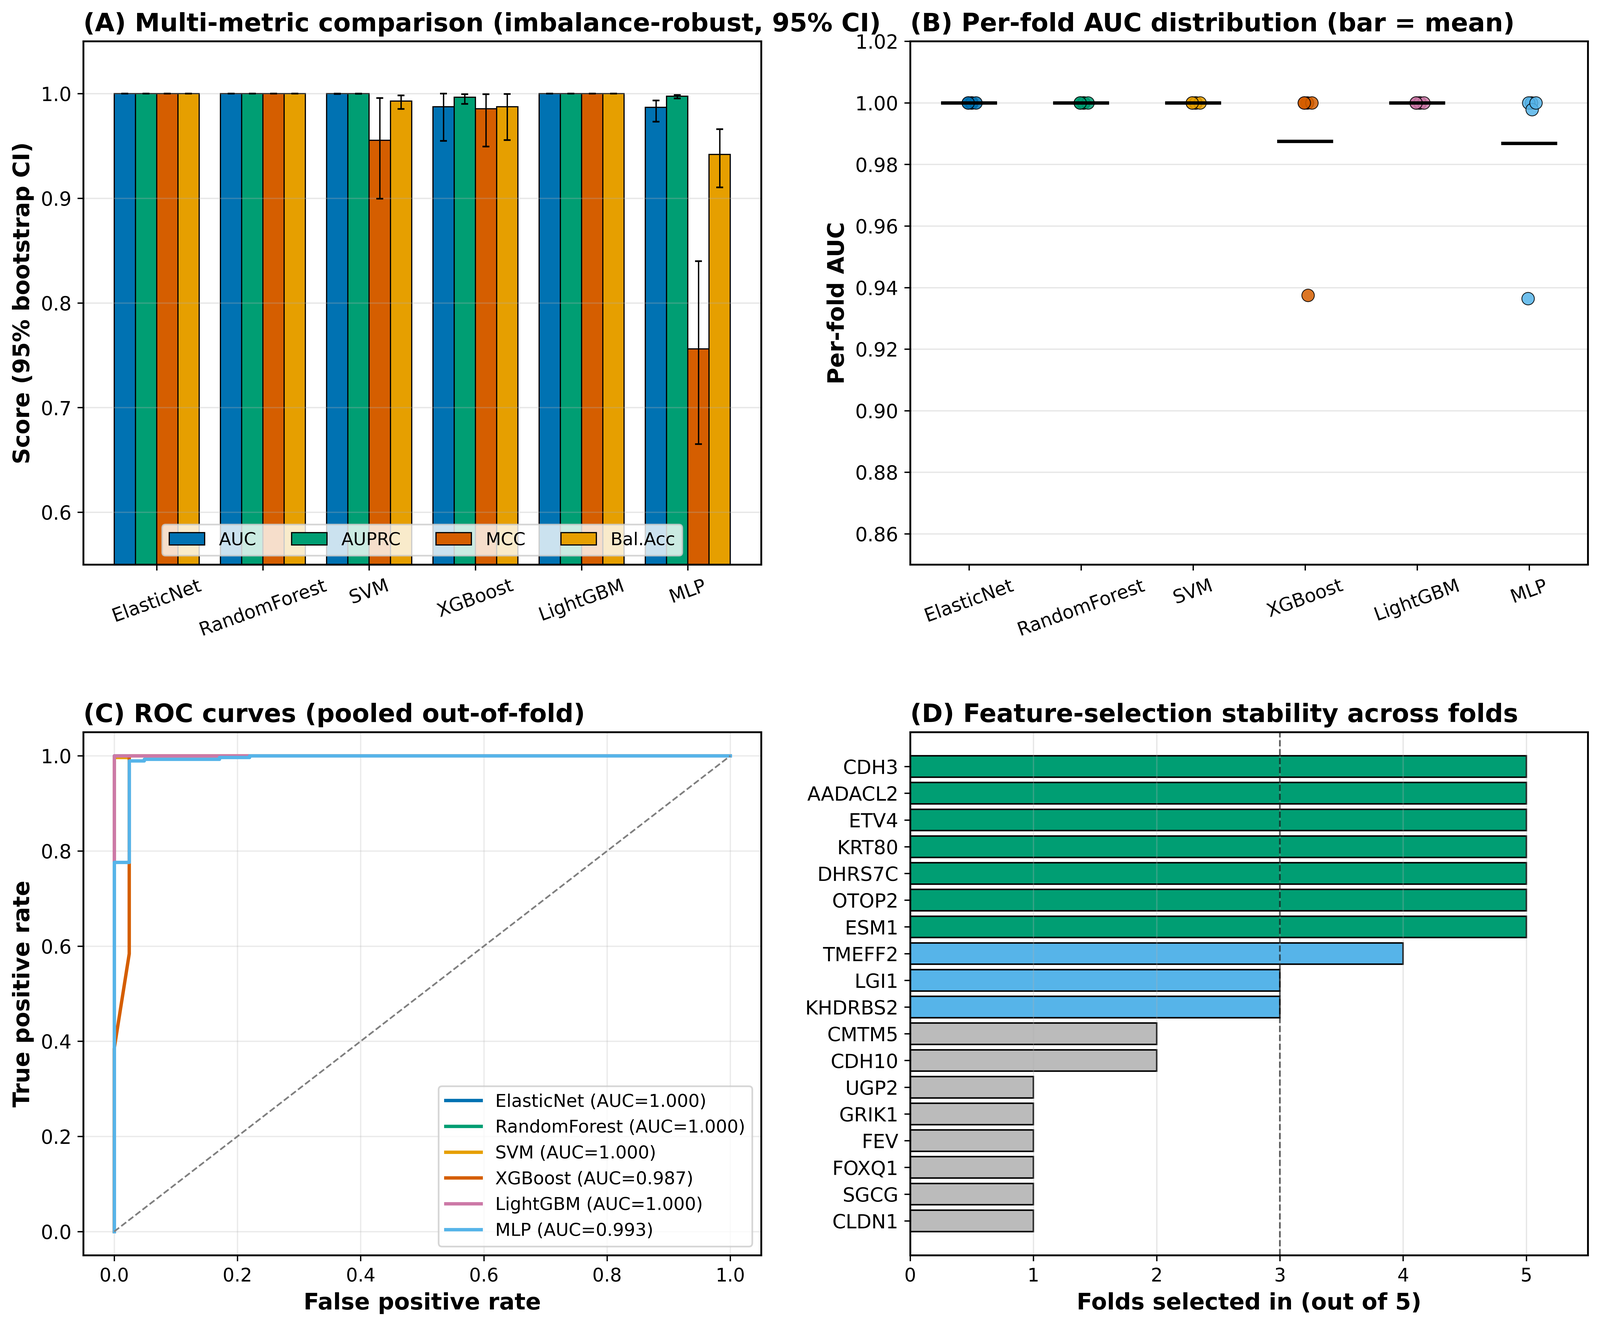 (A) Multi-metric comparison (imbalance-robust, 95% CI)
Score (95% bootstrap CI)
1.0
0.9
0.8
0.7
0.6
AUC
AUPRC
MCC
Bal.Acc
ElasticNet
RandomForest
SVM
XGBoost
LightGBM
MLP
(B) Per-fold AUC distribution (bar = mean)
Per-fold AUC
1.02
1.00
0.98
0.96
0.94
0.92
0.90
0.88
0.86
ElasticNet
RandomForest
SVM
XGBoost
LightGBM
MLP
(C) ROC curves (pooled out-of-fold)
True positive rate
1.0
0.8
0.6
0.4
0.2
0.0
ElasticNet (AUC=1.000)
RandomForest (AUC=1.000)
SVM (AUC=1.000)
XGBoost (AUC=0.987)
LightGBM (AUC=1.000)
MLP (AUC=0.993)
0.0
0.2
0.4
0.6
0.8
1.0
False positive rate
(D) Feature-selection stability across folds
CDH3
AADACL2
ETV4
KRT80
DHRS7C
OTOP2
ESM1
TMEFF2
LGI1
KHDRBS2
CMTM5
CDH10
UGP2
GRIK1
FEV
FOXQ1
SGCG
CLDN1
0
1
2
3
4
5
Folds selected in (out of 5)